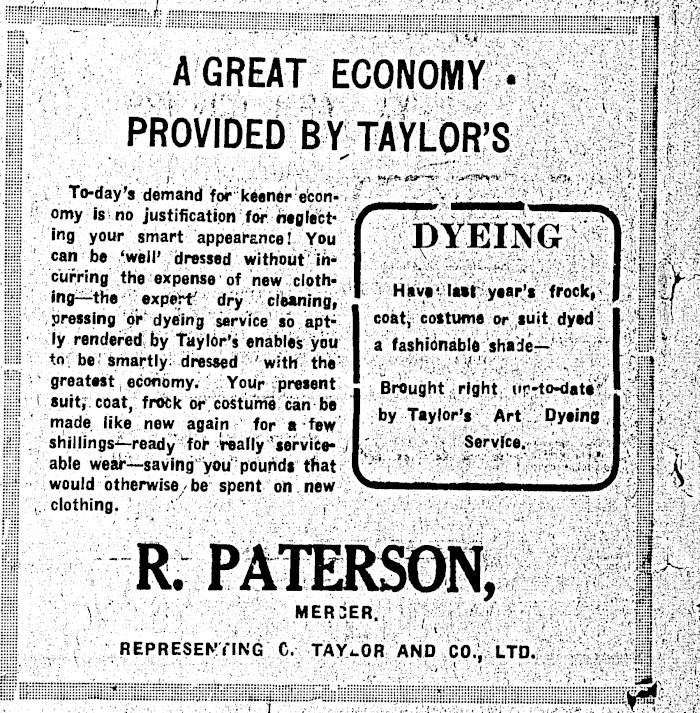 A GREAT ECONOMY
PROVIDED BY TAYLOR'S
To-day's demand for keener econ-
omy is no justification for neglect-
ing your smart appearance! You
can be 'well' dressed without in-
curring the expense of new cloth-
ing—the expert dry cleaning,
pressing or dyeing service so apt-
ly rendered by Taylor's enables you
to be smartly dressed with the
greatest economy. Your present
suit, coat, frock or costume can be
made like new again for a few
shillings—ready for really service-
able wear—saving you pounds that
would otherwise be spent on new
clothing.
DYEING
Have last year's frock,
coat, costume or suit dyed
a fashionable shade—
Brought right up-to-date
by Taylor's Art Dyeing
Service.
R. PATERSON,
MERCER.
REPRESENTING C. TAYLOR AND CO., LTD.